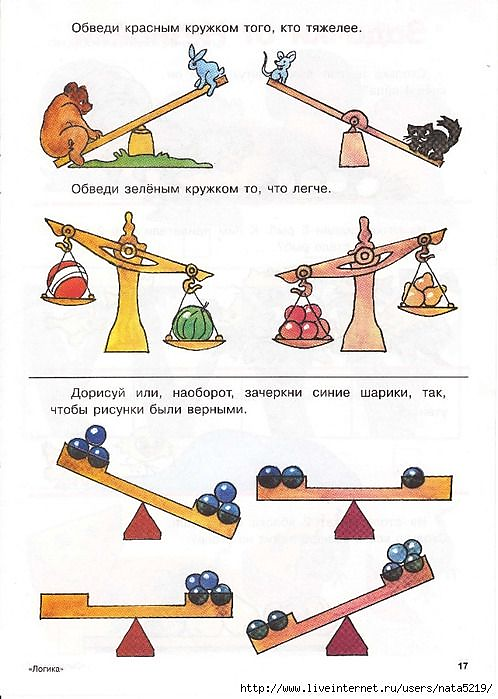 Обведи красным кружком того, кто тяжелее.
Обведи зелёным кружком то, что легче.
Дорисуй или, наоборот, зачеркни синие шарики, так,
чтобы рисунки были верными.
«Логика»
17
http://www.liveinternet.ru/users/nata5219/